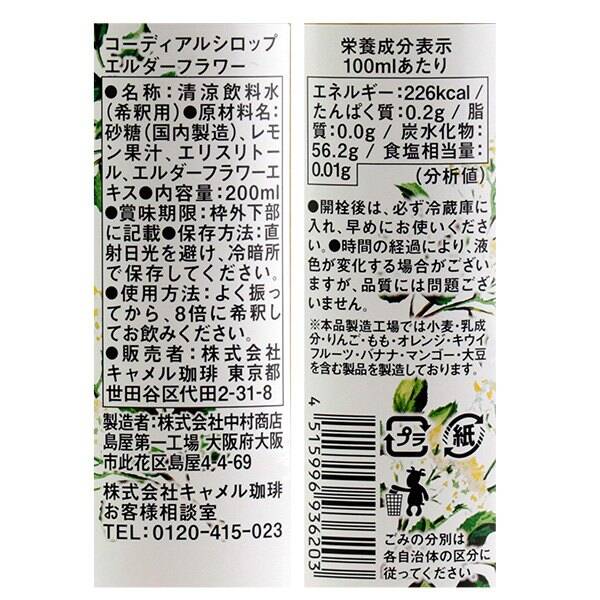 コーディアルシロップ
エルダーフラワー
●名称:清涼飲料水
(希釈用)●原材料名:
砂糖(国内製造)、レモ
ン果汁、エリスリトー
ル、エルダーフラワーエ
キス●内容量:200ml
●賞味期限:枠外下部
に記載●保存方法:直
射日光を避け、冷暗所
で保存してください。
●使用方法:よく振っ
てから、8倍に希釈し
てお飲みください。
●販売者:株式会社
キャメル珈琲 東京都
世田谷区代田2-31-8
製造者:株式会社中村商店
島屋第一工場 大阪府大阪
市此花区島屋4-4-69
株式会社キャメル珈琲
お客様相談室
TEL:0120-415-023
栄養成分表示
100mlあたり
エネルギー:226kcal/
たんぱく質:0.2g/脂
質:0.0g/炭水化物:
56.2g/食塩相当量:
0.01g (分析値)
●開栓後は、必ず冷蔵庫に
入れ、早めにお使いくださ
い。●時間の経過により、液
色が変化する場合がござい
ますが、品質には問題ござ
いません。
※本品製造工場では小麦・乳成
分・りんご・もも・オレンジ・キウイ
フルーツ・バナナ・マンゴー・大豆
を含む製品を製造しております。
4 515996 936203
プラ 紙
ごみの分別は
各自治体の区分に
従ってください。